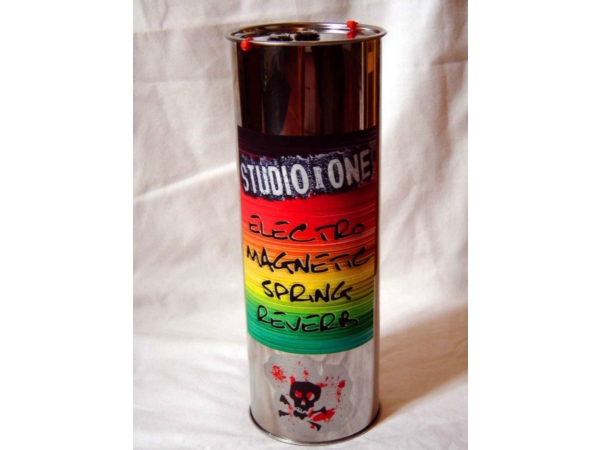 STUDIO ONE
ELECTRO
MAGNETIC
SPRING
REVERB